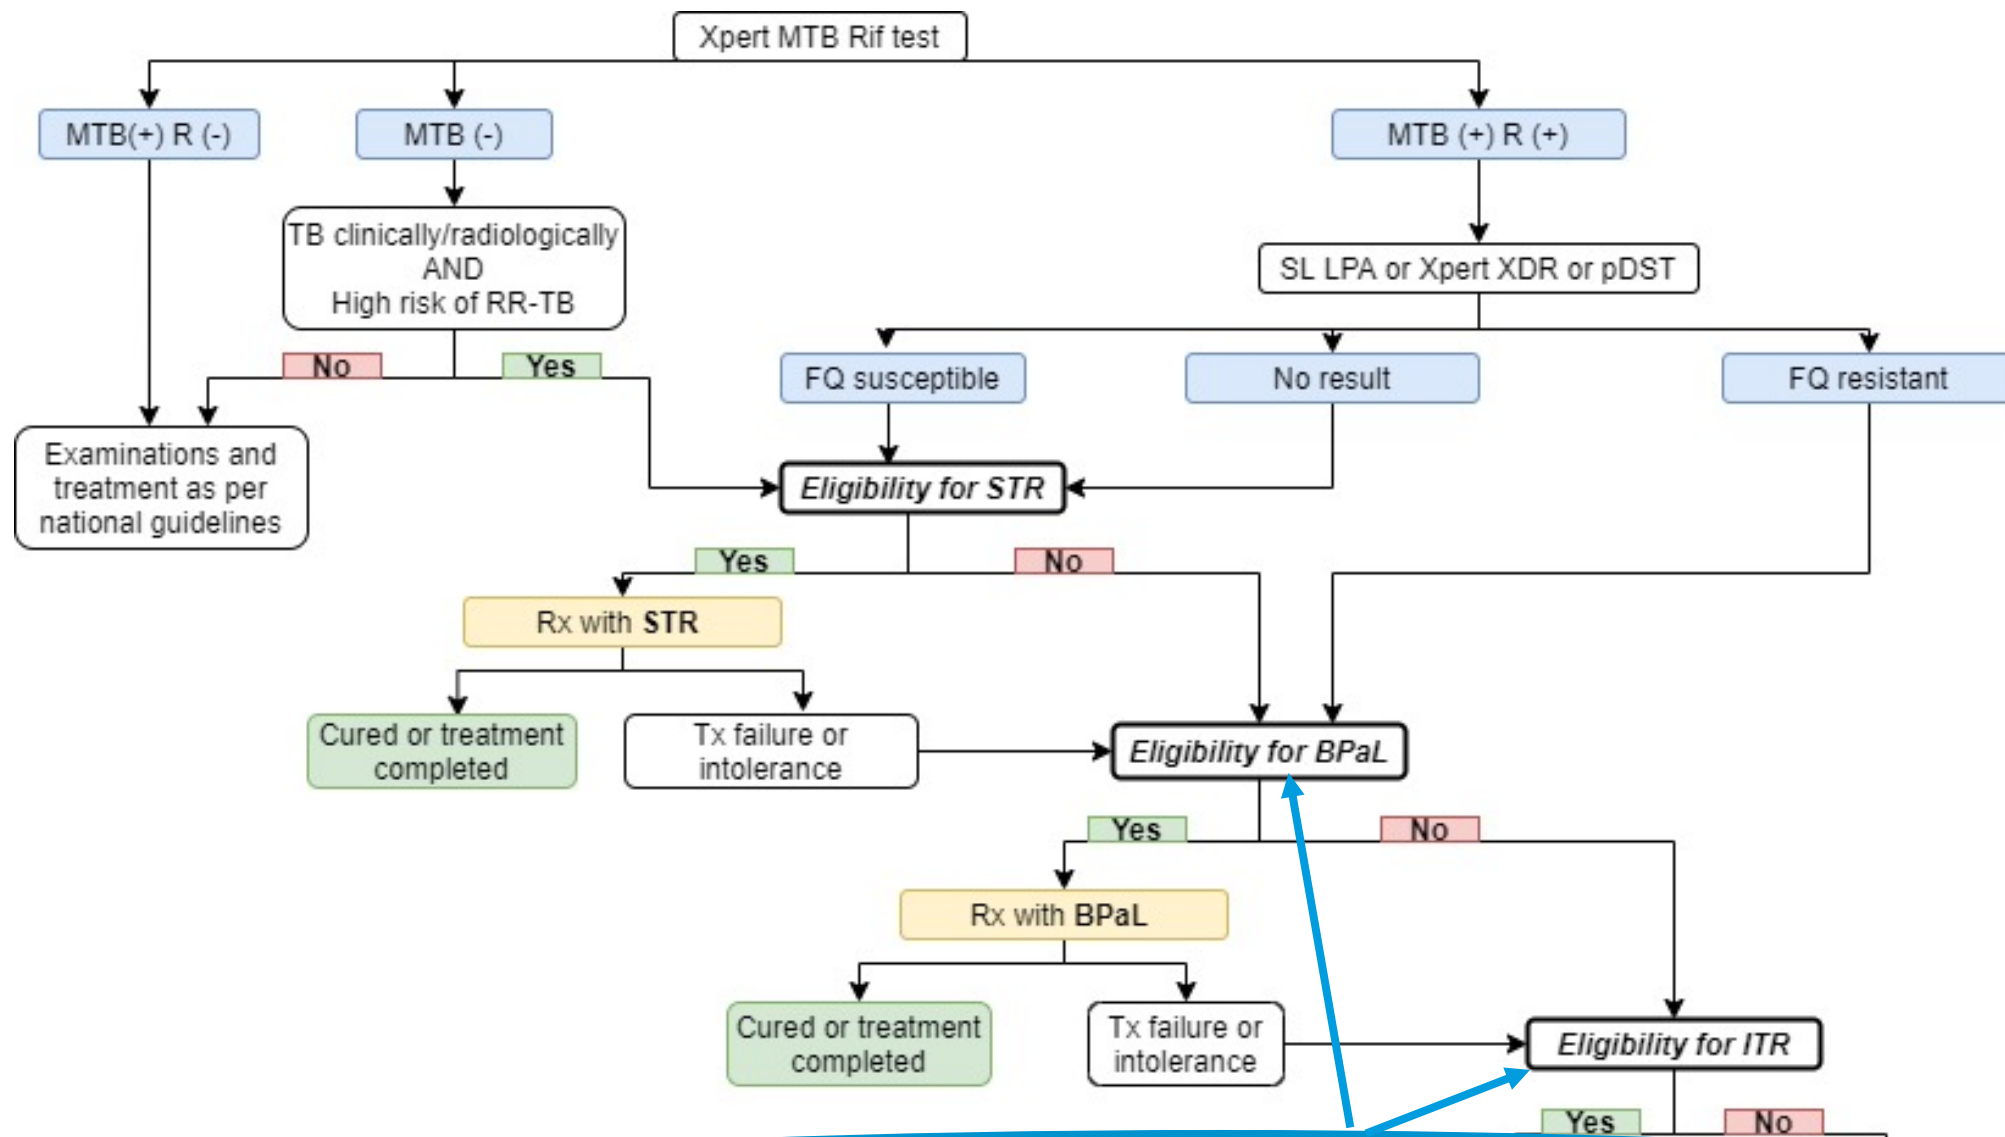 Xpert MTB Rif test
MTB(+) R (-)
MTB (-)
MTB (+) R (+)
TB clinically/radiologically
AND
High risk of RR-TB
SL LPA or Xpert XDR or pDST
No
Yes
FQ susceptible
No result
FQ resistant
Examinations and
treatment as per
national guidelines
Eligibility for STR
Yes
No
Rx with STR
Cured or treatment
completed
Tx failure or
intolerance
Eligibility for BPaL
Yes
No
Rx with BPaL
Cured or treatment
completed
Tx failure or
intolerance
Eligibility for ITR
Yes
No